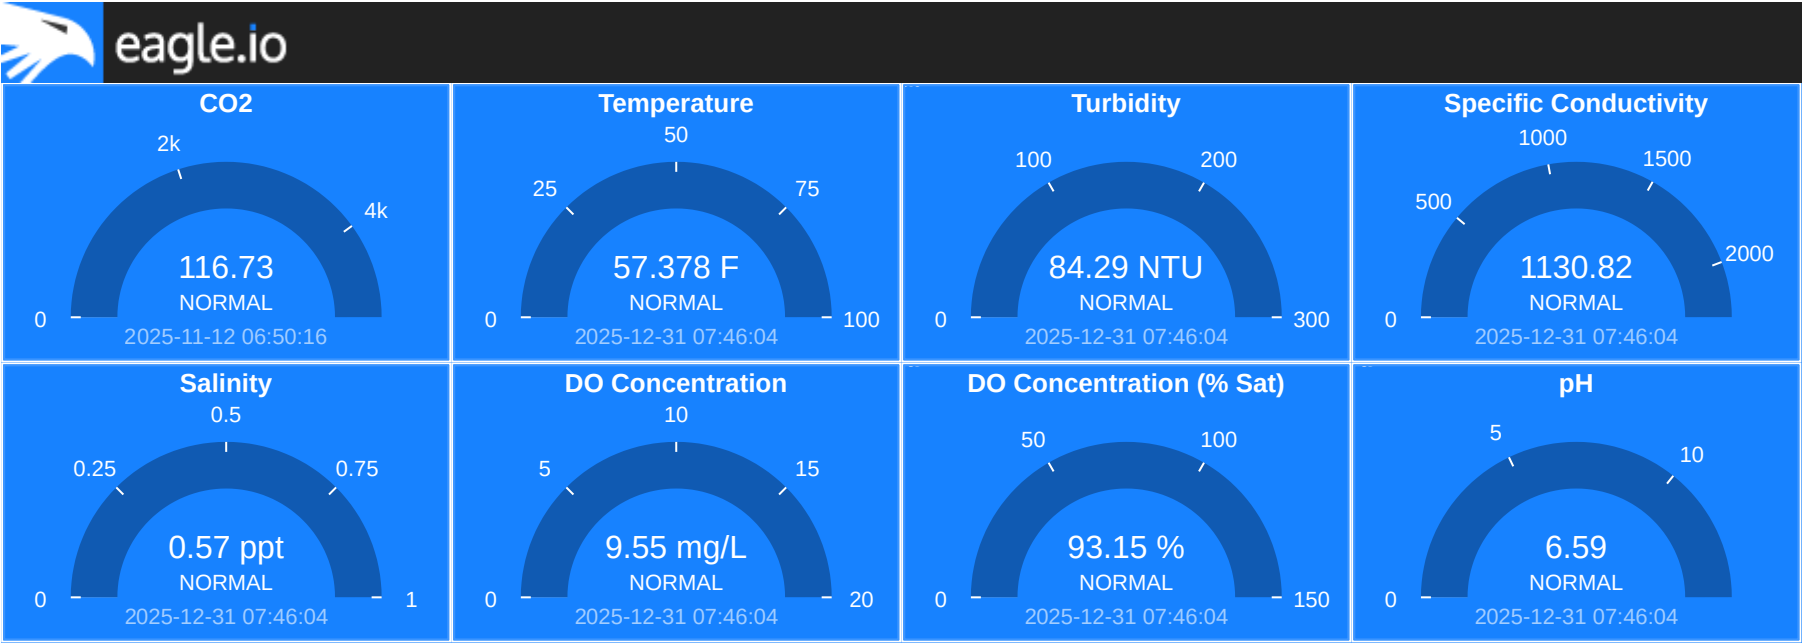 eagle.io
CO2
2k
4k
116.73
NORMAL
0
2025-11-12 06:50:16
Temperature
50
25
75
57.378 F
NORMAL
0
100
2025-12-31 07:46:04
Turbidity
100
200
84.29 NTU
NORMAL
0
300
2025-12-31 07:46:04
Specific Conductivity
1000
1500
500
2000
1130.82
NORMAL
0
2025-12-31 07:46:04
Salinity
0.5
0.25
0.75
0.57 ppt
NORMAL
0
1
2025-12-31 07:46:04
DO Concentration
10
5
15
9.55 mg/L
NORMAL
0
20
2025-12-31 07:46:04
DO Concentration (% Sat)
50
100
93.15 %
NORMAL
0
150
2025-12-31 07:46:04
pH
5
10
6.59
NORMAL
0
2025-12-31 07:46:04